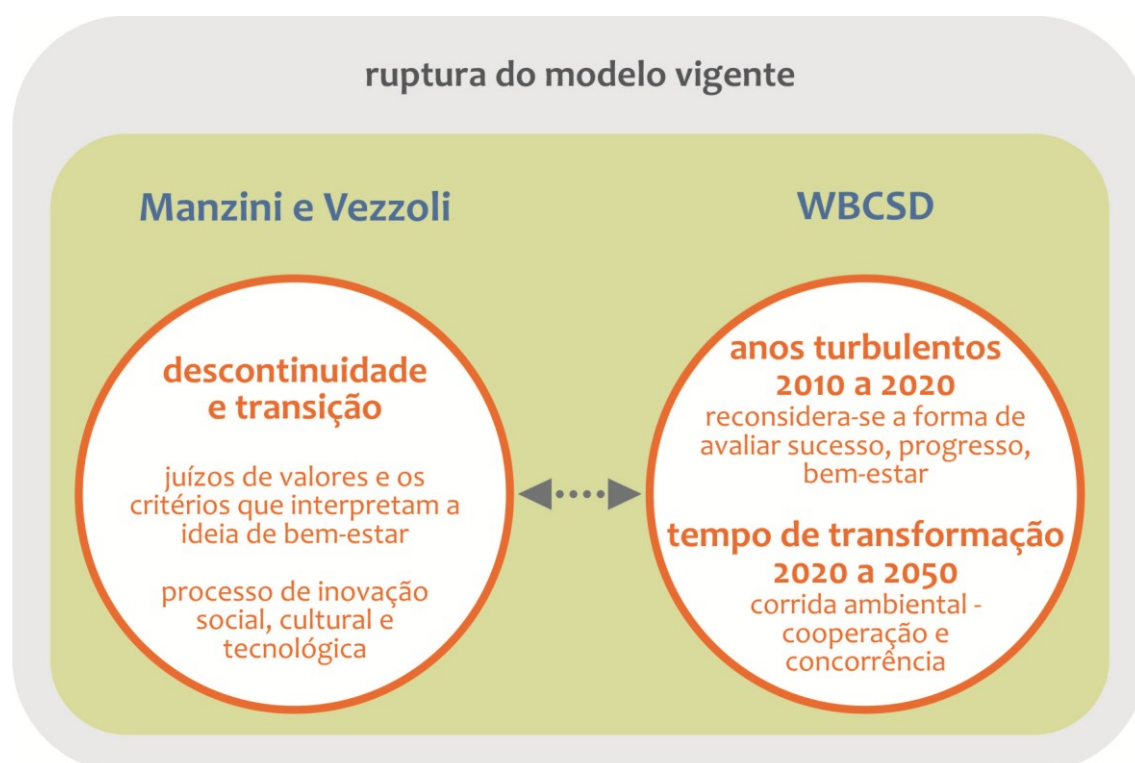 ruptura do modelo vigente
Manzini e Vezzoli
descontinuidade
e transição
juízos de valores e os
critérios que interpretam a
ideia de bem-estar
processo de inovação
social, cultural e
tecnológica
WBCSD
anos turbulentos
2010 a 2020
reconsidera-se a forma de
avaliar sucesso, progresso,
bem-estar
tempo de transformação
2020 a 2050
corrida ambiental -
cooperação e
concorrência